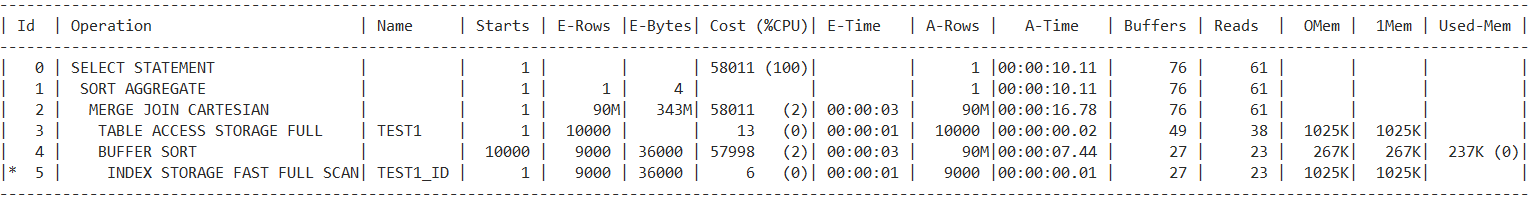 | Id | Operation | Name | Starts | E-Rows |E-Bytes| Cost (%CPU)| E-Time | A-Rows | A-Time | Buffers | Reads | OMem | 1Mem | Used-Mem |
| 0 | SELECT STATEMENT | | 1 | | | 58011 (100)| | 1 |00:00:10.11 | 76 | 61 | | | |
| 1 | SORT AGGREGATE | | 1 | 1 | 4 | | | 1 |00:00:10.11 | 76 | 61 | | | |
| 2 | MERGE JOIN CARTESIAN | | 1 | 90M| 343M| 58011 (2)| 00:00:03 | 90M|00:00:16.78 | 76 | 61 | | | |
| 3 | TABLE ACCESS STORAGE FULL | TEST1 | 1 | 10000 | | 13 (0)| 00:00:01 | 10000 |00:00:00.02 | 49 | 38 | 1025K| 1025K| |
| 4 | BUFFER SORT | | 10000 | 9000 | 36000 | 57998 (2)| 00:00:03 | 90M|00:00:07.44 | 27 | 23 | 267K| 267K| 237K (0)|
|* 5 | INDEX STORAGE FAST FULL SCAN| TEST1_ID | 1 | 9000 | 36000 | 6 (0)| 00:00:01 | 9000 |00:00:00.01 | 27 | 23 | 1025K| 1025K| |